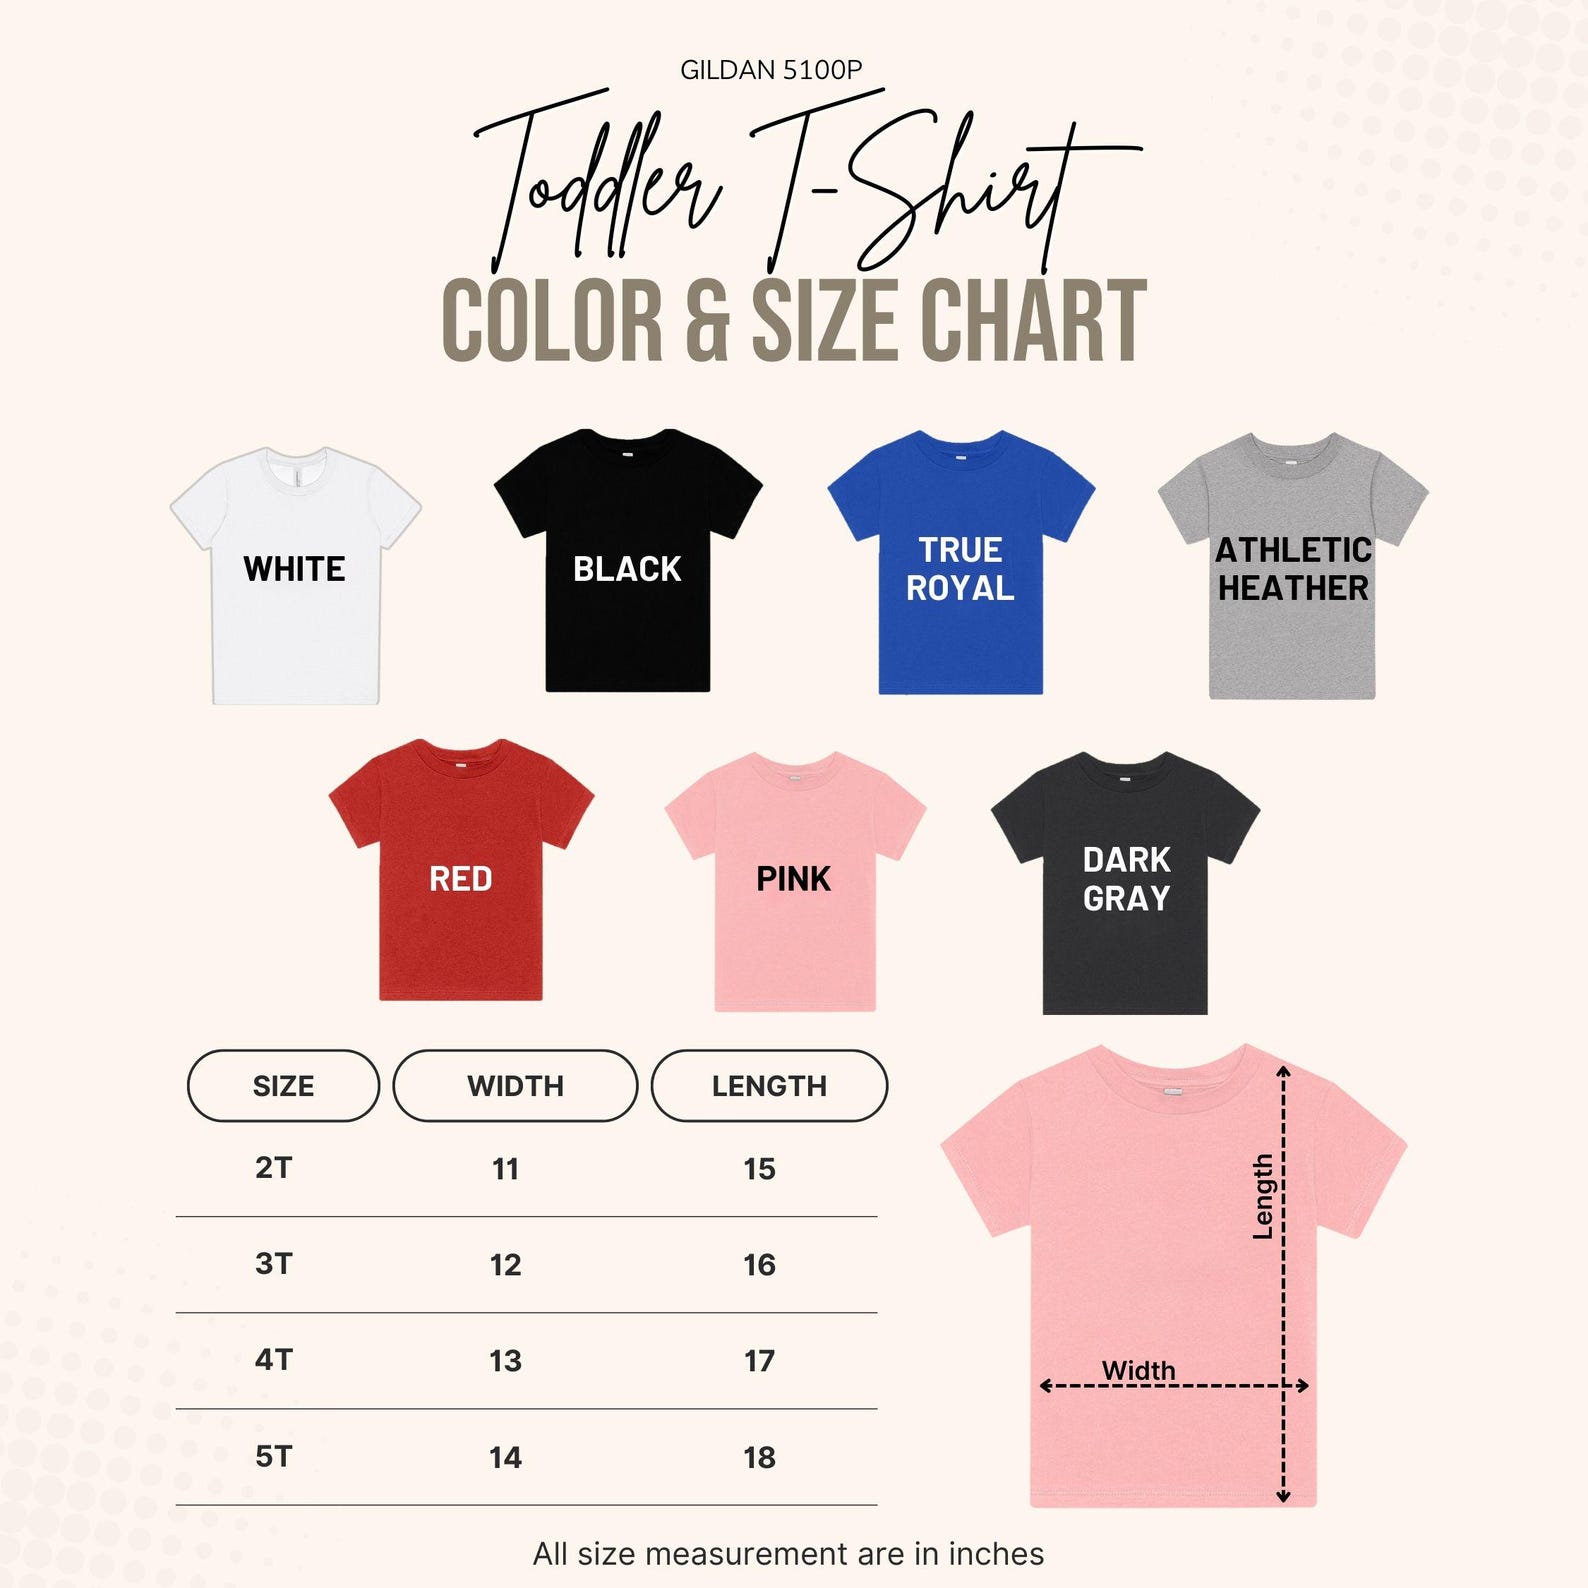 GILDAN 5100P
Toddler T-Shirt
COLOR & SIZE CHART
WHITE
BLACK
TRUE
ROYAL
ATHLETIC
HEATHER
RED
PINK
DARK
GRAY
SIZE WIDTH LENGTH
2T 11 15
3T 12 16
4T 13 17
5T 14 18
Length
Width
All size measurement are in inches